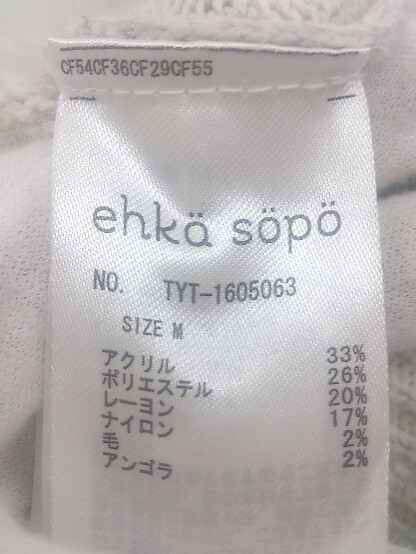 CF54CF36CF29CF55
ehkä söpö
NO. TYT-1605063
SIZE M
アクリル 33%
ポリエステル 26%
レーヨン 20%
ナイロン 17%
毛 2%
アンゴラ 2%